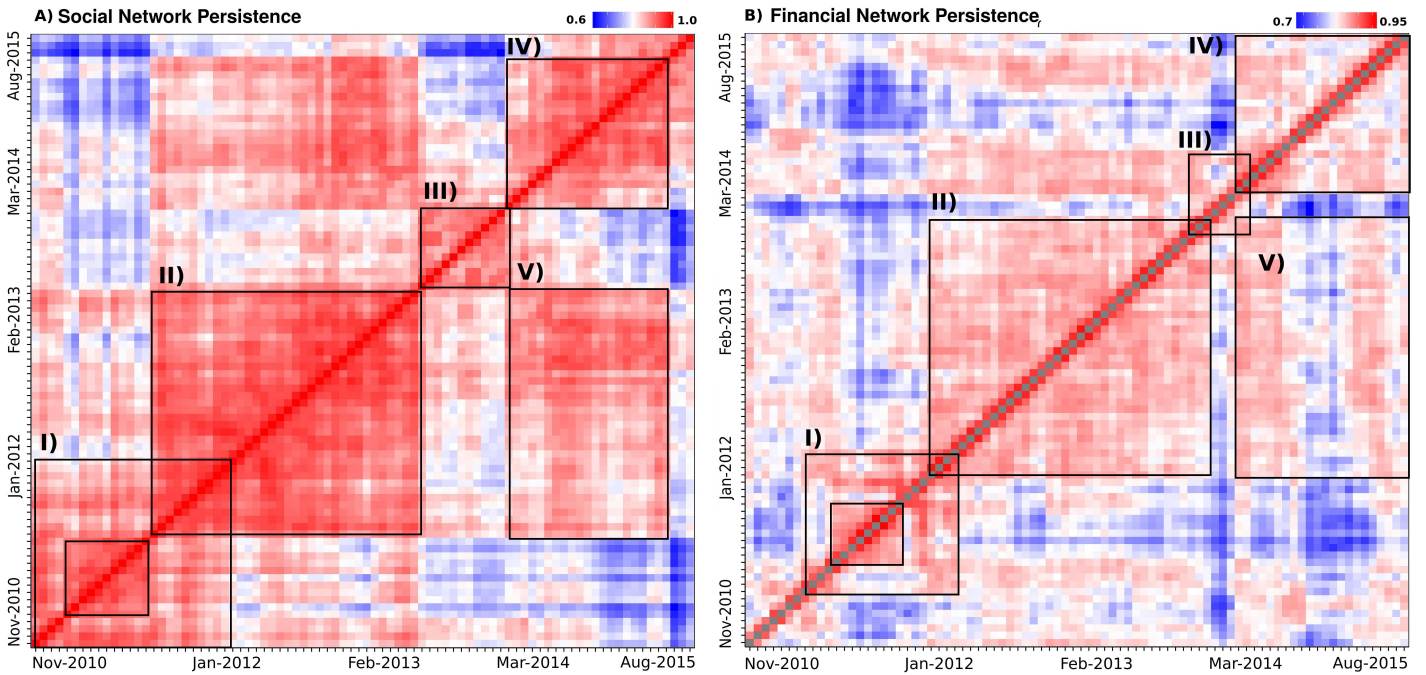 A) Social Network Persistence
0.6
1.0
IV)
III)
V)
II)
I)
Aug-2015
Mar-2014
Feb-2013
Jan-2012
Nov-2010
Nov-2010
Jan-2012
Feb-2013
Mar-2014
Aug-2015
B) Financial Network Persistence
0.7
0.95
IV)
III)
II)
V)
I)
Aug-2015
Mar-2014
Feb-2013
Jan-2012
Nov-2010
Nov-2010
Jan-2012
Feb-2013
Mar-2014
Aug-2015